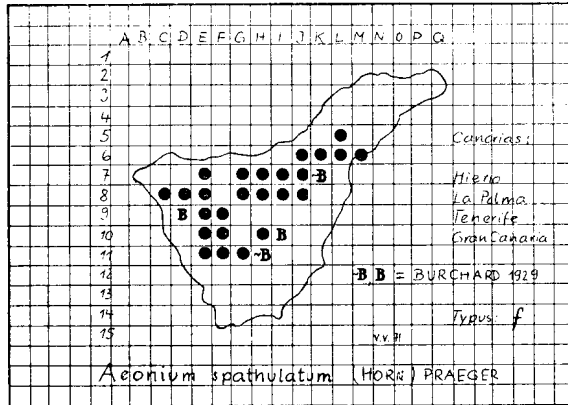 A B C D E F G H I J K L M N O P Q
1
2
3
4
5
6
7
8
9
10
11
12
13
14
15
~B
B
B
~B
Canarias:
Hierro
La Palma
Tenerife
Gran Canaria
~B, B = BURCHARD 1929
Typus: f
V.V. 71
Aeonium spathulatum (HORN) PRAEGER